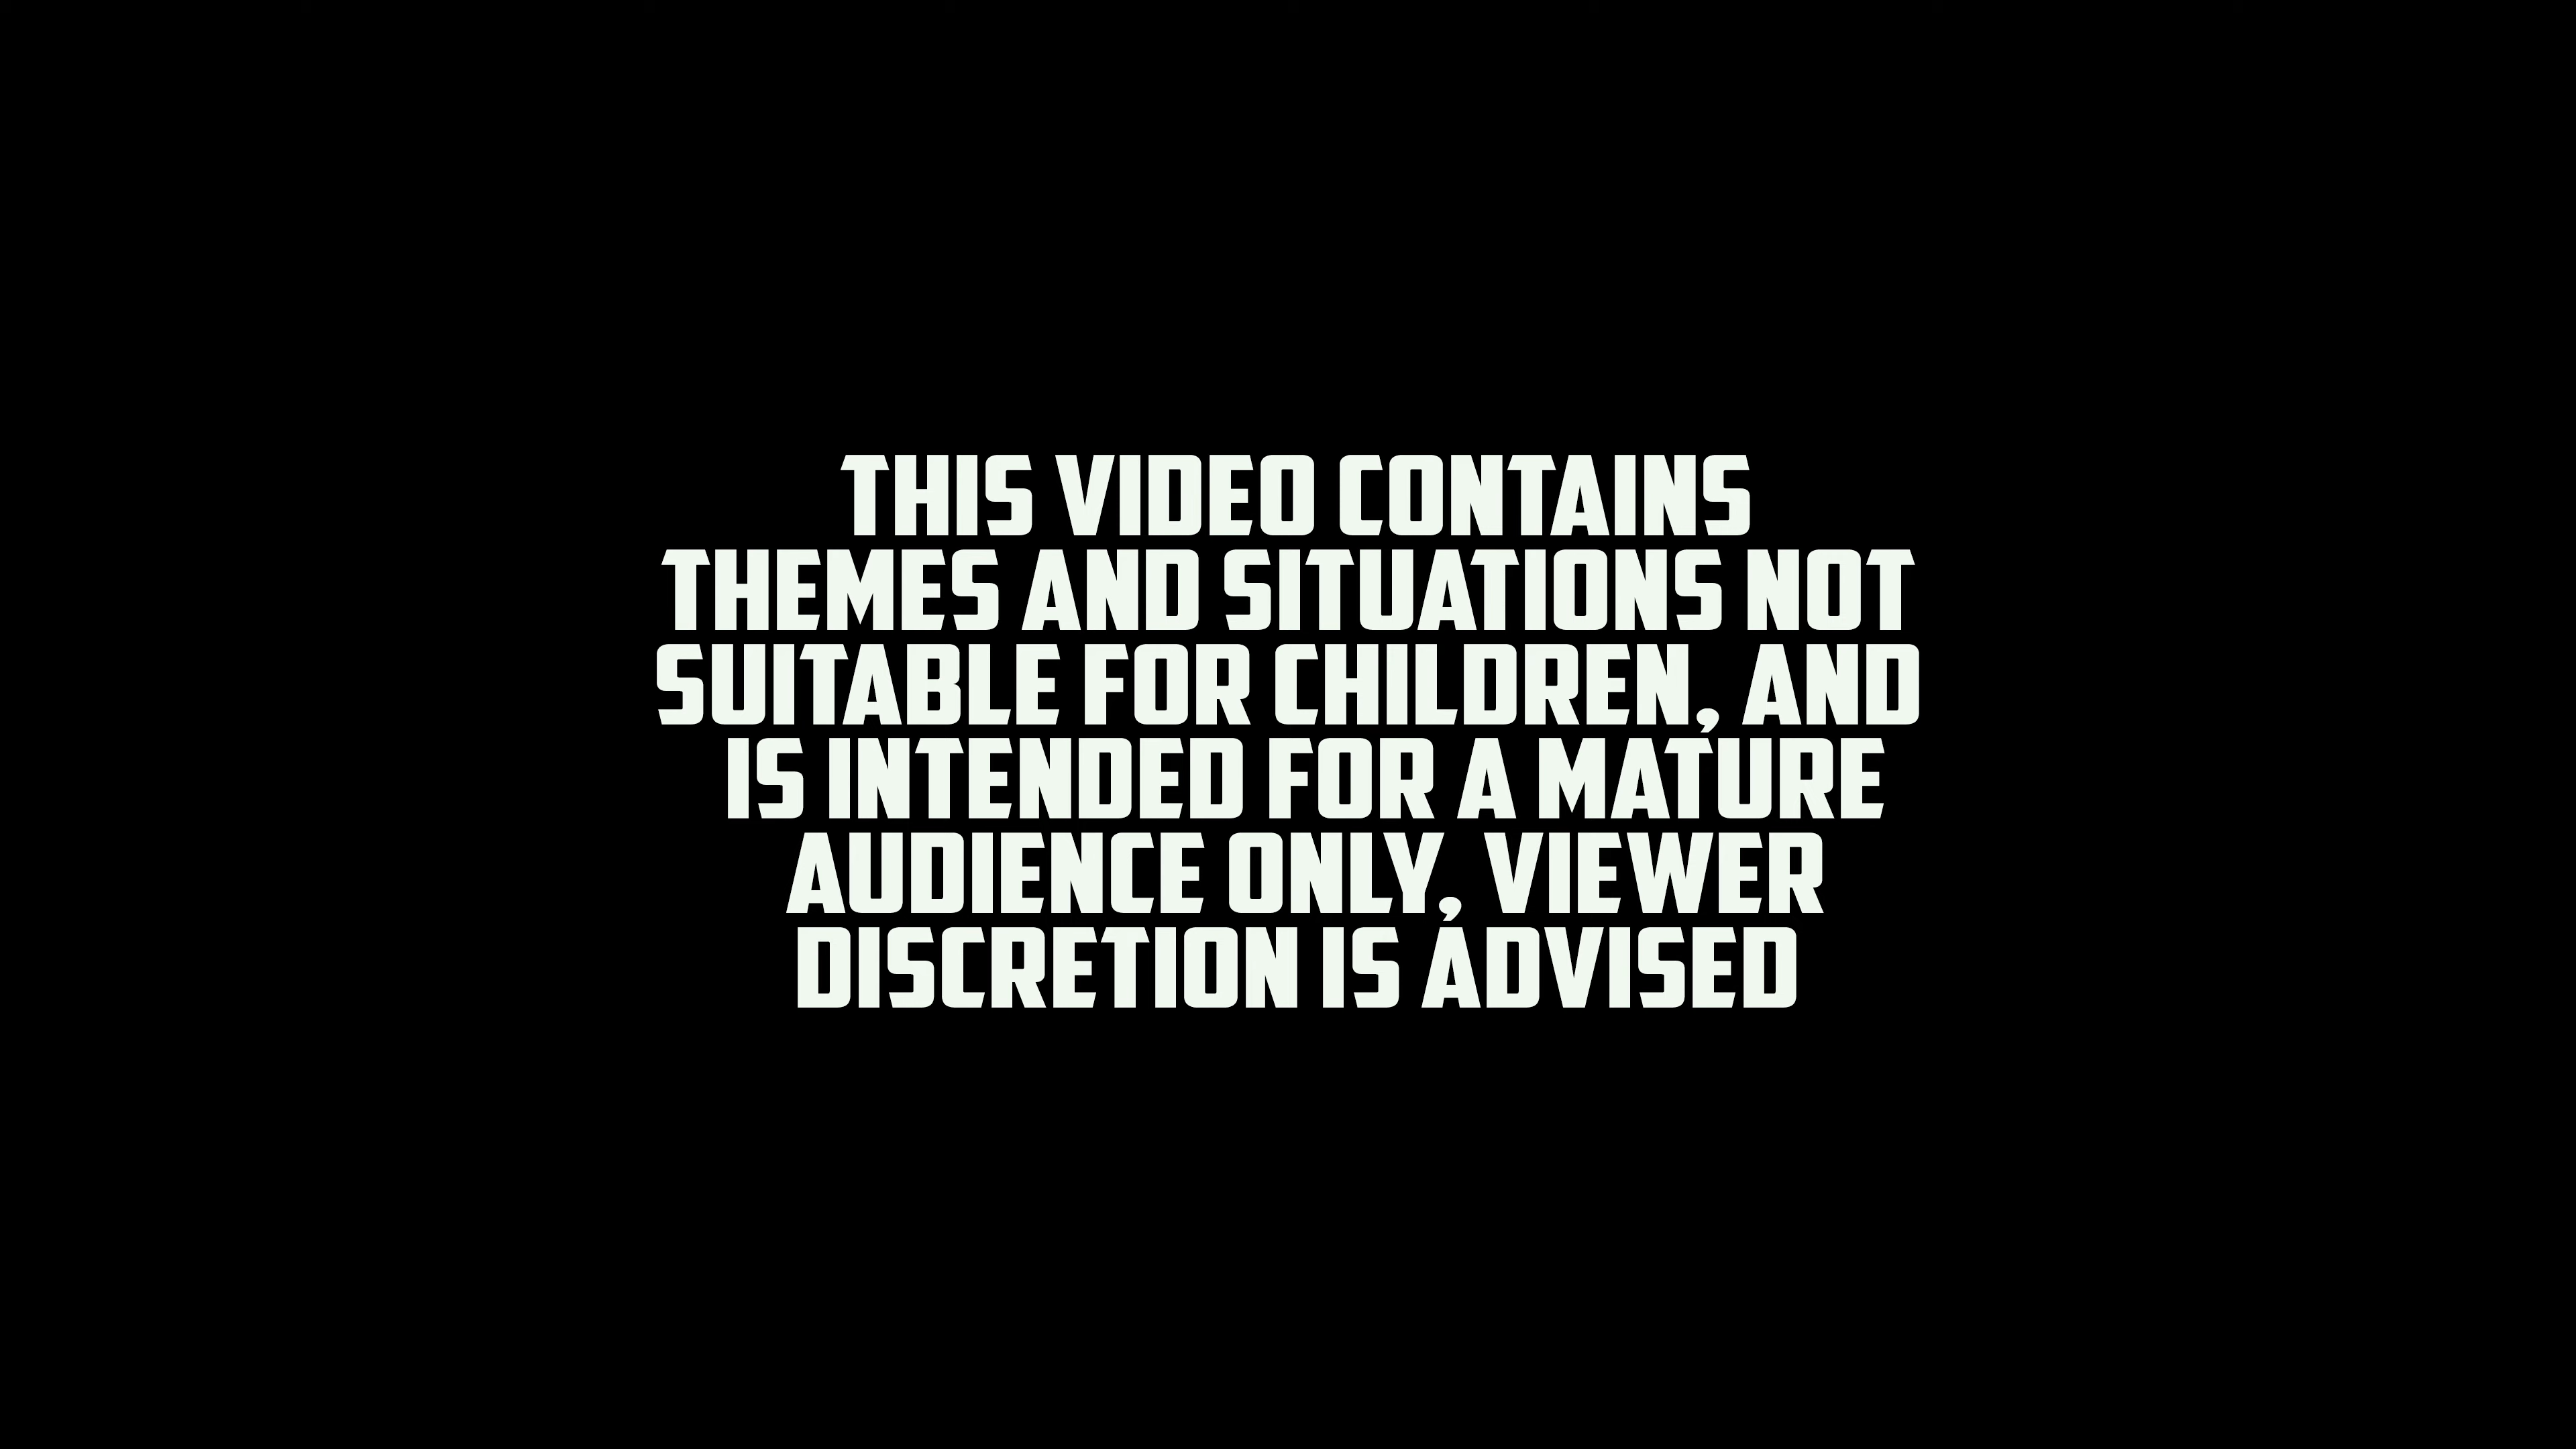 THIS VIDEO CONTAINS
THEMES AND SITUATIONS NOT
SUITABLE FOR CHILDREN, AND
IS INTENDED FOR A MATURE
AUDIENCE ONLY, VIEWER
DISCRETION IS ADVISED